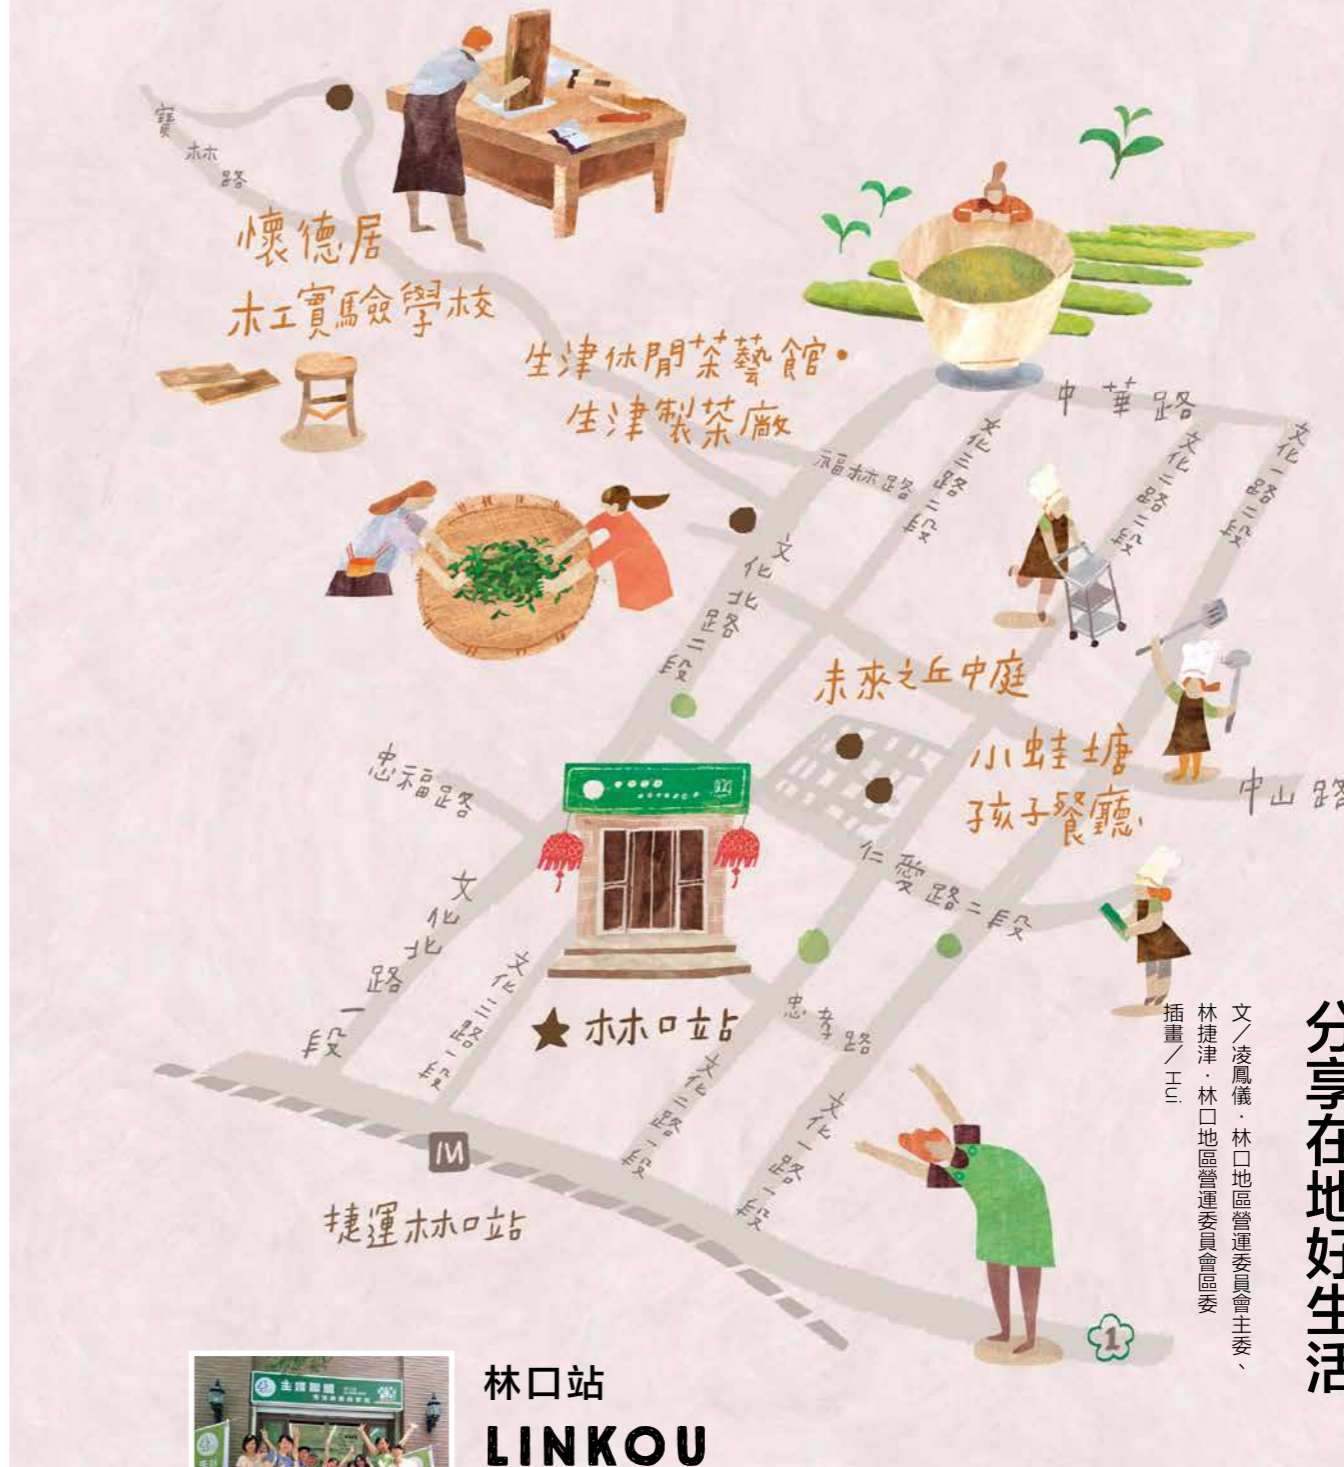 寶林路
懷德居
木工實驗學校
生津休閒茶藝館·
生津製茶廠
中華路
福林路
文化三路二段
文化二路二段
文化一路二段
文化北路二段
未來之丘中庭
小蛙塘
孩子餐廳
中山路
忠福路
仁愛路二段
文化北路一段
文化三路一段
★林口站
忠孝路
文化二路一段
文化一路一段
捷運林口站
1
分享在地好生活
文╱凌鳳儀．林口地區營運委員會主委、
林捷津．林口地區營運委員會區委
插畫╱Hui
主婦聯盟
林口站
LINKOU